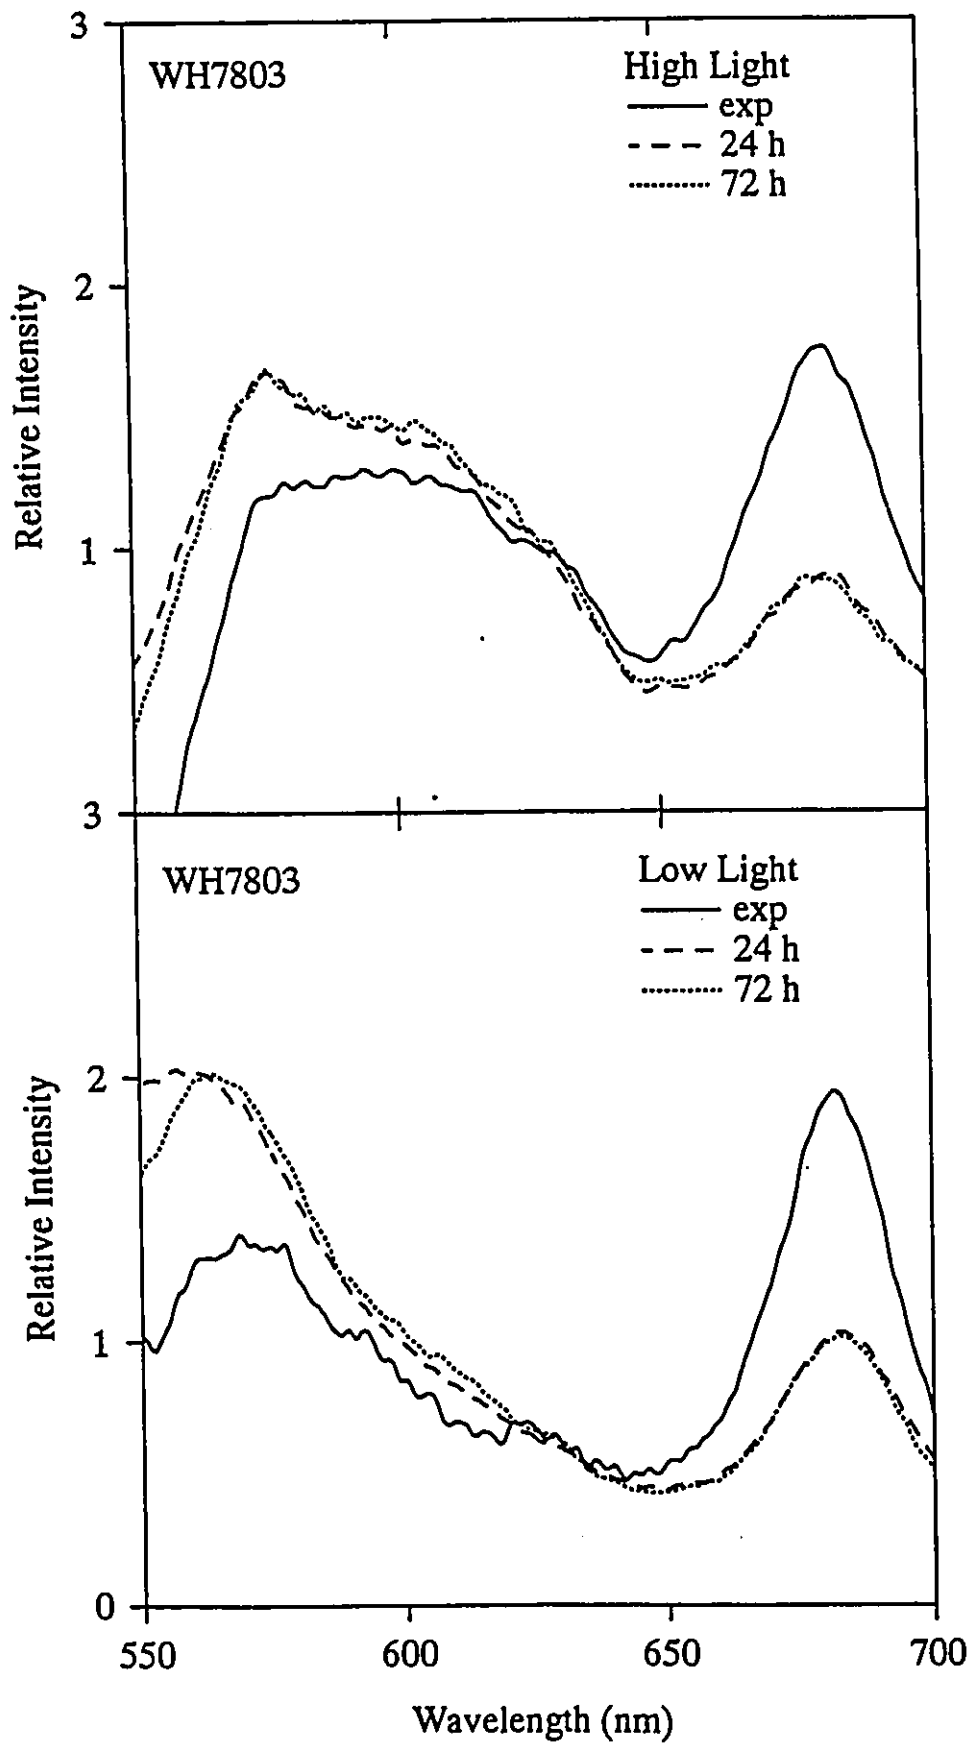 3
WH7803
High Light
exp
24 h
72 h
2
Relative Intensity
1
3
WH7803
Low Light
exp
24 h
72 h
2
Relative Intensity
1
0
550 600 650 700
Wavelength (nm)